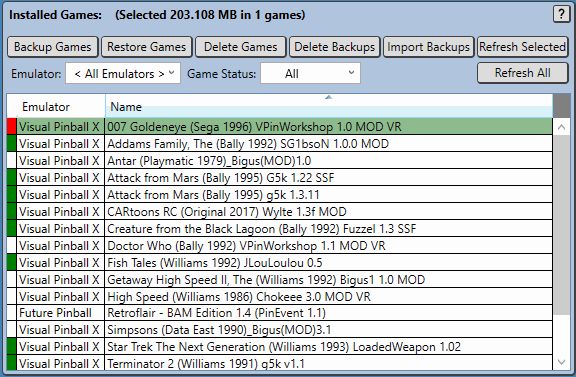 Installed Games: (Selected 203.108 MB in 1 games) ?
Backup Games Restore Games Delete Games Delete Backups Import Backups Refresh Selected
Emulator: < All Emulators > Game Status: All Refresh All
Emulator Name
Visual Pinball X 007 Goldeneye (Sega 1996) VPinWorkshop 1.0 MOD VR
Visual Pinball X Addams Family, The (Bally 1992) SG1bsoN 1.0.0 MOD
Visual Pinball X Antar (Playmatic 1979)_Bigus(MOD)1.0
Visual Pinball X Attack from Mars (Bally 1995) G5k 1.22 SSF
Visual Pinball X Attack from Mars (Bally 1995) g5k 1.3.11
Visual Pinball X CARtoons RC (Original 2017) Wylte 1.3f MOD
Visual Pinball X Creature from the Black Lagoon (Bally 1992) Fuzzel 1.3 SSF
Visual Pinball X Doctor Who (Bally 1992) VPinWorkshop 1.1 MOD VR
Visual Pinball X Fish Tales (Williams 1992) JLouLoulou 0.5
Visual Pinball X Getaway High Speed II, The (Williams 1992) Bigus1 1.0 MOD
Visual Pinball X High Speed (Williams 1986) Chokeee 3.0 MOD VR
Future Pinball Retroflair - BAM Edition 1.4 (PinEvent 1.1)
Visual Pinball X Simpsons (Data East 1990)_Bigus(MOD)3.1
Visual Pinball X Star Trek The Next Generation (Williams 1993) LoadedWeapon 1.02
Visual Pinball X Terminator 2 (Williams 1991) g5k v1.1